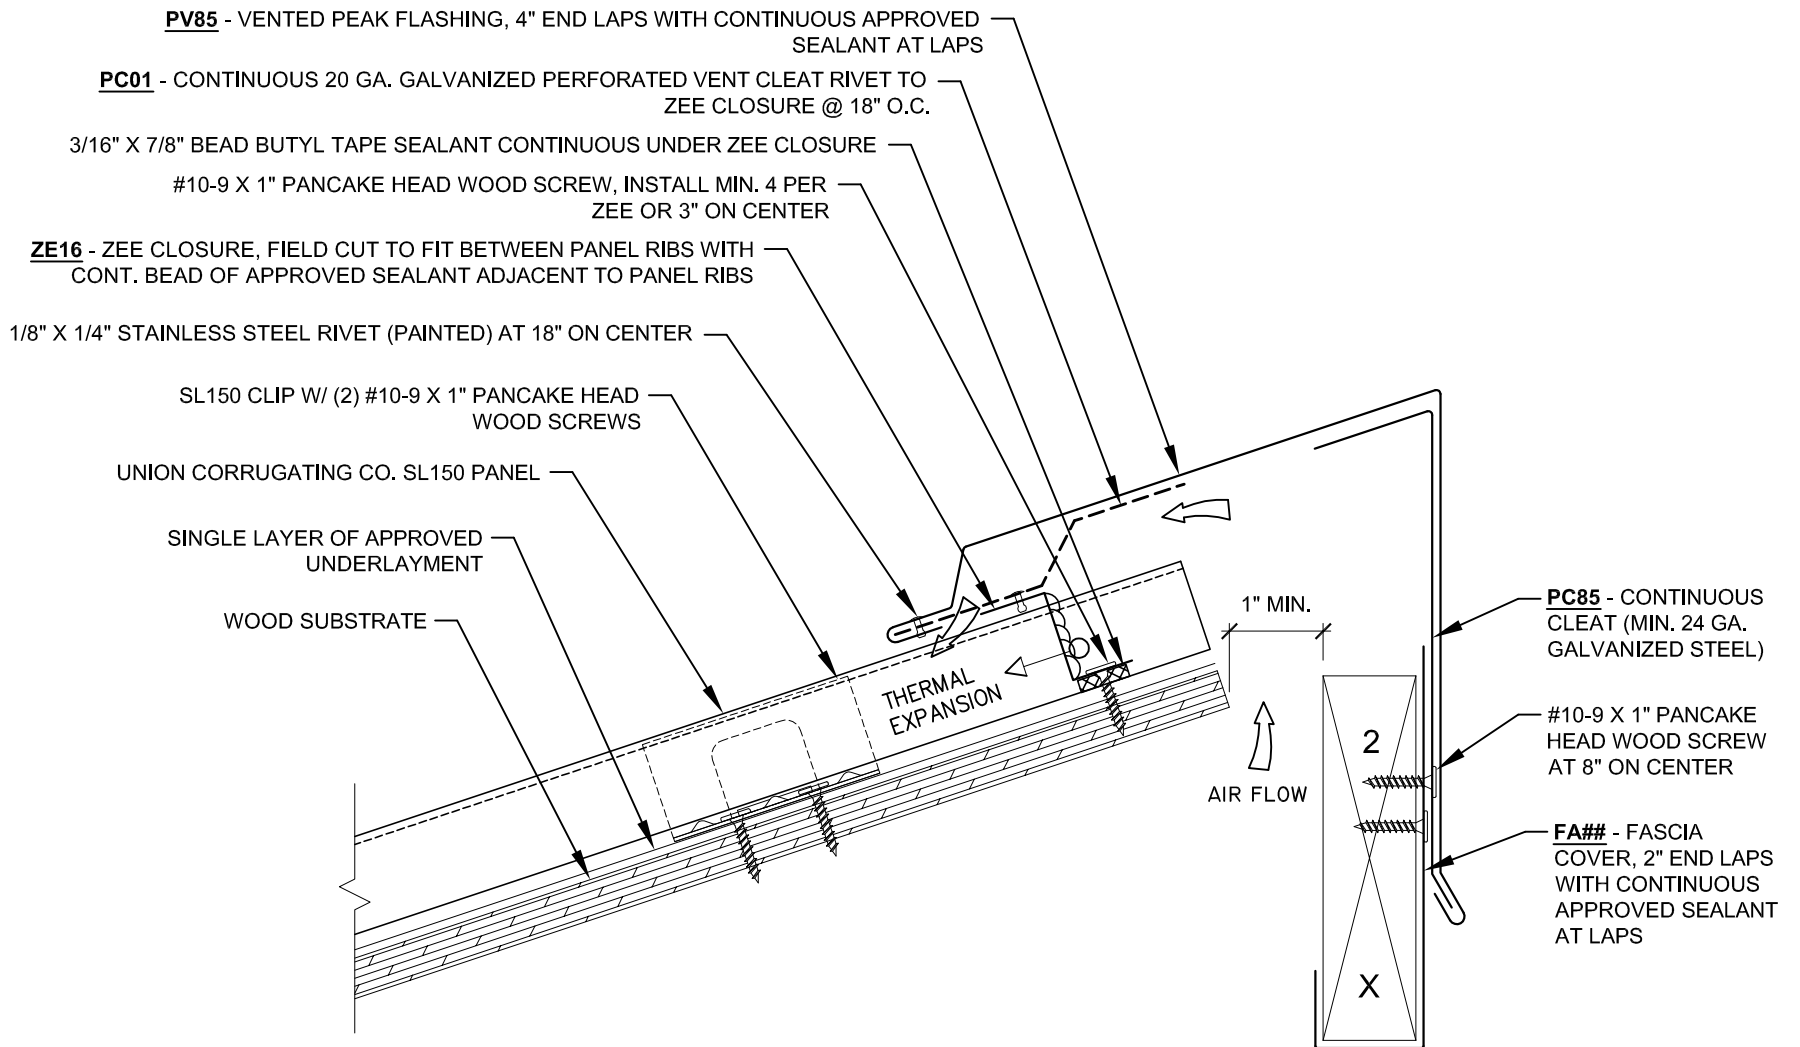 PV85 - VENTED PEAK FLASHING, 4" END LAPS WITH CONTINUOUS APPROVED
SEALANT AT LAPS
PC01 - CONTINUOUS 20 GA. GALVANIZED PERFORATED VENT CLEAT RIVET TO
ZEE CLOSURE @ 18" O.C.
3/16" X 7/8" BEAD BUTYL TAPE SEALANT CONTINUOUS UNDER ZEE CLOSURE
#10-9 X 1" PANCAKE HEAD WOOD SCREW, INSTALL MIN. 4 PER
ZEE OR 3" ON CENTER
ZE16 - ZEE CLOSURE, FIELD CUT TO FIT BETWEEN PANEL RIBS WITH
CONT. BEAD OF APPROVED SEALANT ADJACENT TO PANEL RIBS
1/8" X 1/4" STAINLESS STEEL RIVET (PAINTED) AT 18" ON CENTER
SL150 CLIP W/ (2) #10-9 X 1" PANCAKE HEAD
WOOD SCREWS
UNION CORRUGATING CO. SL150 PANEL
SINGLE LAYER OF APPROVED
UNDERLAYMENT
WOOD SUBSTRATE
THERMAL
EXPANSION
1" MIN.
AIR FLOW
2
X
PC85 - CONTINUOUS
CLEAT (MIN. 24 GA.
GALVANIZED STEEL)
#10-9 X 1" PANCAKE
HEAD WOOD SCREW
AT 8" ON CENTER
FA## - FASCIA
COVER, 2" END LAPS
WITH CONTINUOUS
APPROVED SEALANT
AT LAPS